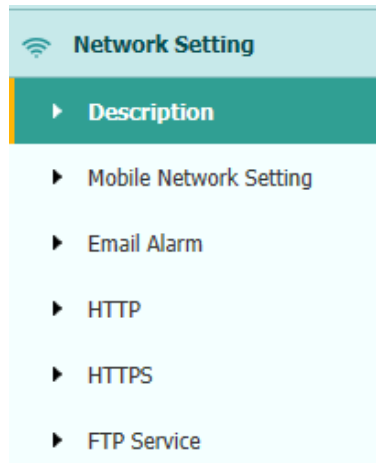 Network Setting
Description
Mobile Network Setting
Email Alarm
HTTP
HTTPS
FTP Service